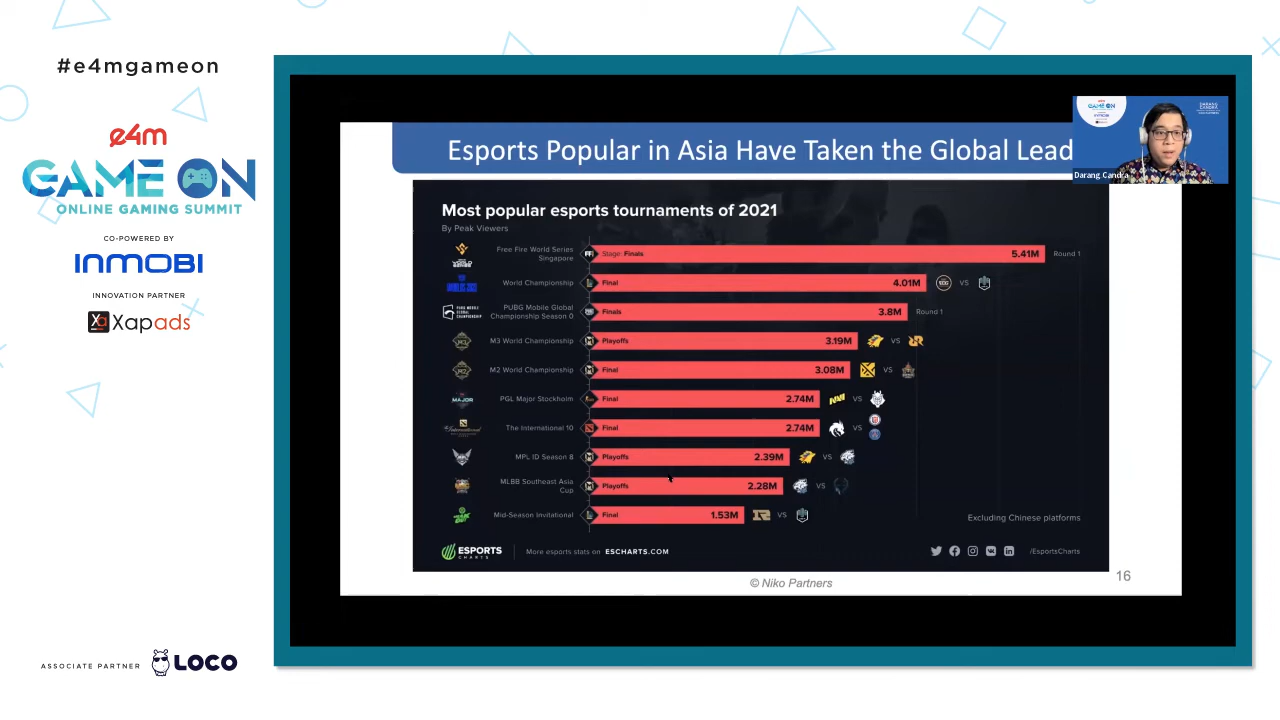 #e4mgameon
e4m
GAME ON
ONLINE GAMING SUMMIT
CO-POWERED BY
INMOBI
INNOVATION PARTNER
Xa Xapads
ASSOCIATE PARTNER
LOCO
Esports Popular in Asia Have Taken the Global Lead
Darang Candra
DARANG
CANDRA
Most popular esports tournaments of 2021
By Peak Viewers
Free Fire World Series
Singapore
Stage: Finals
5.41M
Round 1
World Championship
Final
4.01M
VS
PUBG Mobile Global
Championship Season 0
Finals
3.8M
Round 1
M3 World Championship
Playoffs
3.19M
VS
M2 World Championship
Final
3.08M
VS
PGL Major Stockholm
Final
2.74M
VS
The International 10
Final
2.74M
VS
MPL ID Season 8
Playoffs
2.39M
VS
MLBB Southeast Asia
Cup
Playoffs
2.28M
VS
Mid-Season Invitational
Final
1.53M
VS
Excluding Chinese platforms
ESPORTS
CHARTS
More esports stats on ESCHARTS.COM
/EsportsCharts
© Niko Partners
16